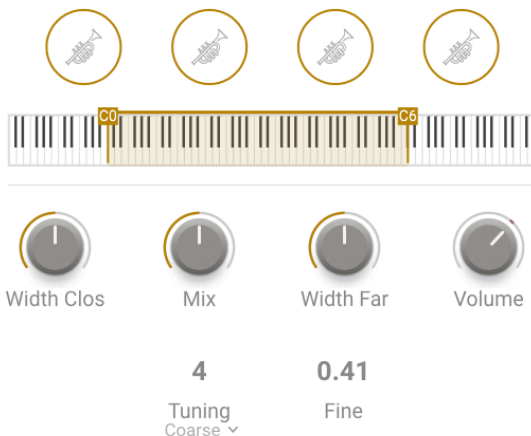 C0 C6
Width Clos Mix Width Far Volume
4 0.41
Tuning Fine
Coarse